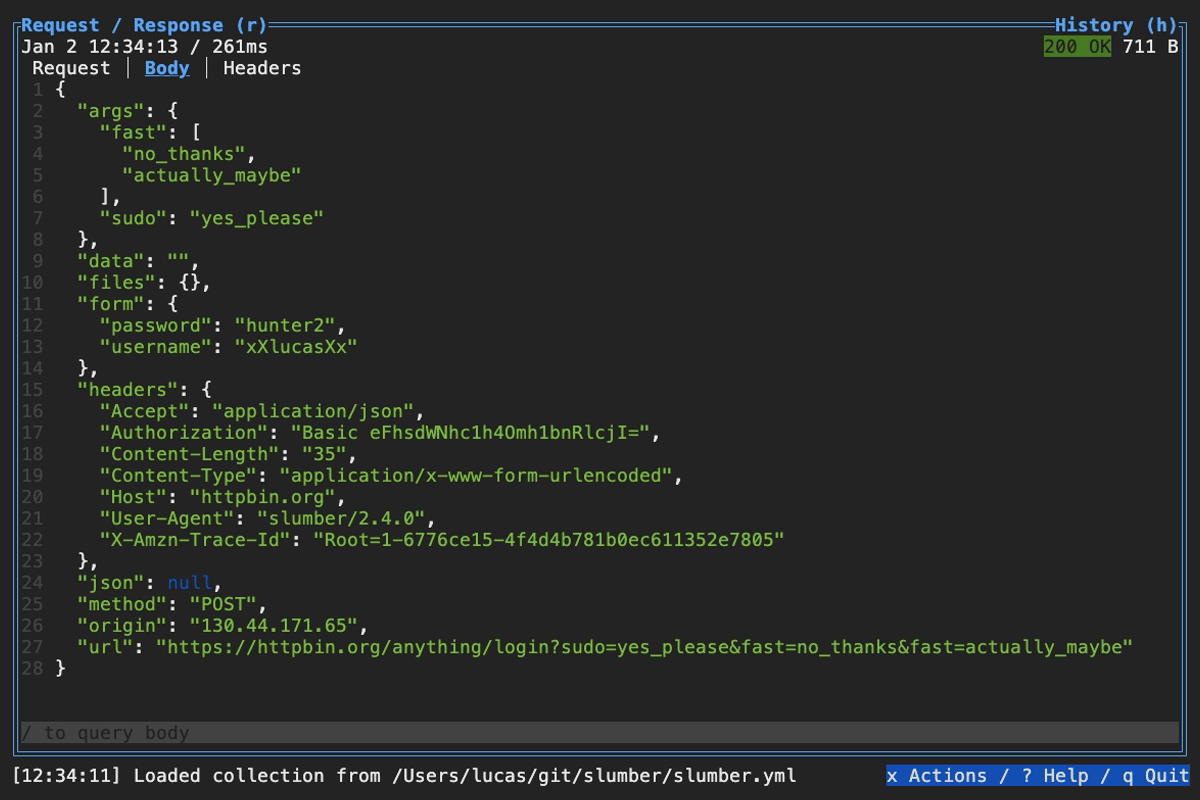 Request / Response (r) History (h)
Jan 2 12:34:13 / 261ms 200 OK 711 B
Request │ Body │ Headers
1 {
2   "args": {
3     "fast": [
4       "no_thanks",
5       "actually_maybe"
6     ],
7     "sudo": "yes_please"
8   },
9   "data": "",
10   "files": {},
11   "form": {
12     "password": "hunter2",
13     "username": "xXlucasXx"
14   },
15   "headers": {
16     "Accept": "application/json",
17     "Authorization": "Basic eFhsdWNhc1h4Omh1bnRlcjI=",
18     "Content-Length": "35",
19     "Content-Type": "application/x-www-form-urlencoded",
20     "Host": "httpbin.org",
21     "User-Agent": "slumber/2.4.0",
22     "X-Amzn-Trace-Id": "Root=1-6776ce15-4f4d4b781b0ec611352e7805"
23   },
24   "json": null,
25   "method": "POST",
26   "origin": "130.44.171.65",
27   "url": "https://httpbin.org/anything/login?sudo=yes_please&fast=no_thanks&fast=actually_maybe"
28 }
/ to query body
[12:34:11] Loaded collection from /Users/lucas/git/slumber/slumber.yml x Actions / ? Help / q Quit